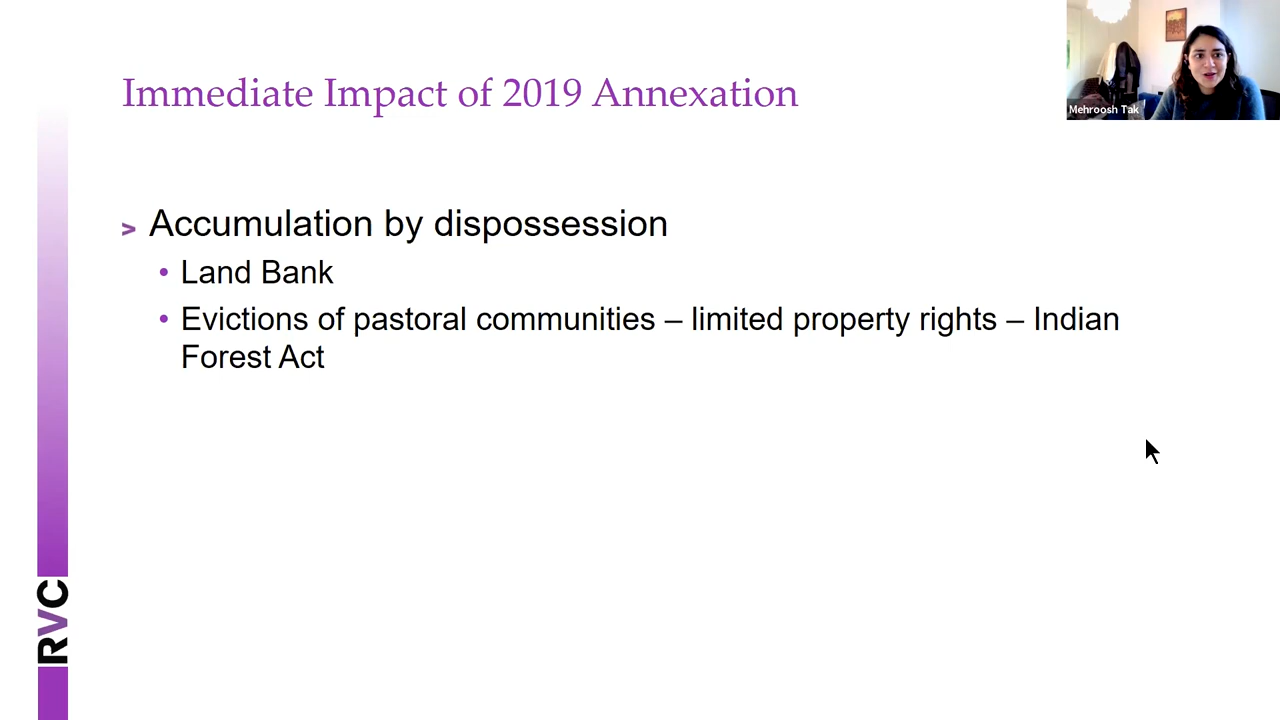 Immediate Impact of 2019 Annexation
Mehroosh Tak
> Accumulation by dispossession
• Land Bank
• Evictions of pastoral communities – limited property rights – Indian
Forest Act
RVC